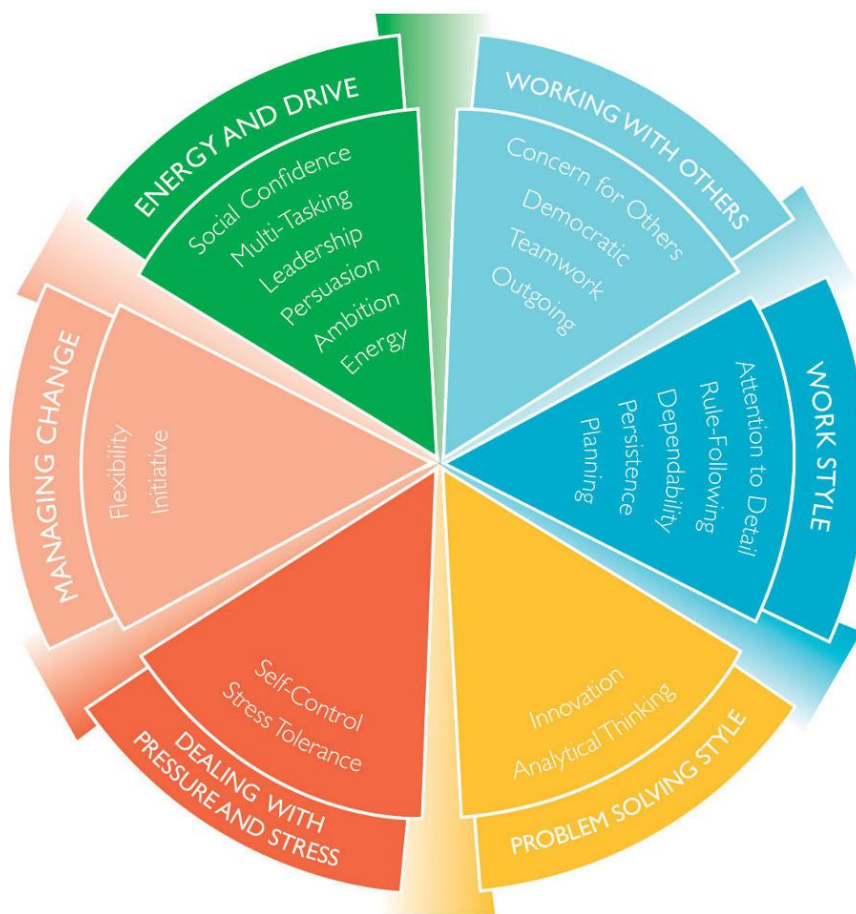 ENERGY AND DRIVE
Social Confidence
Multi-Tasking
Leadership
Persuasion
Ambition
Energy
WORKING WITH OTHERS
Concern for Others
Democratic
Teamwork
Outgoing
WORK STYLE
Attention to Detail
Rule-Following
Dependability
Persistence
Planning
PROBLEM SOLVING STYLE
Innovation
Analytical Thinking
DEALING WITH
PRESSURE AND STRESS
Self-Control
Stress Tolerance
MANAGING CHANGE
Flexibility
Initiative